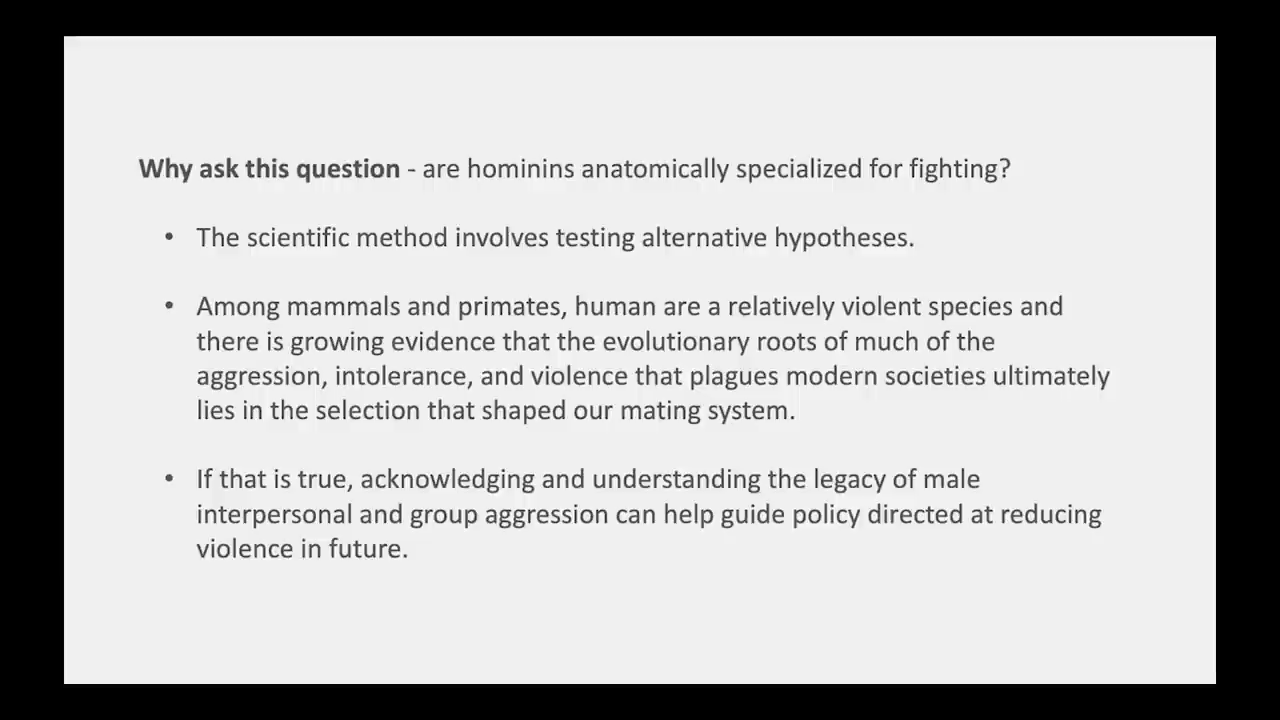 Why ask this question - are hominins anatomically specialized for fighting?
• The scientific method involves testing alternative hypotheses.
• Among mammals and primates, human are a relatively violent species and
there is growing evidence that the evolutionary roots of much of the
aggression, intolerance, and violence that plagues modern societies ultimately
lies in the selection that shaped our mating system.
• If that is true, acknowledging and understanding the legacy of male
interpersonal and group aggression can help guide policy directed at reducing
violence in future.